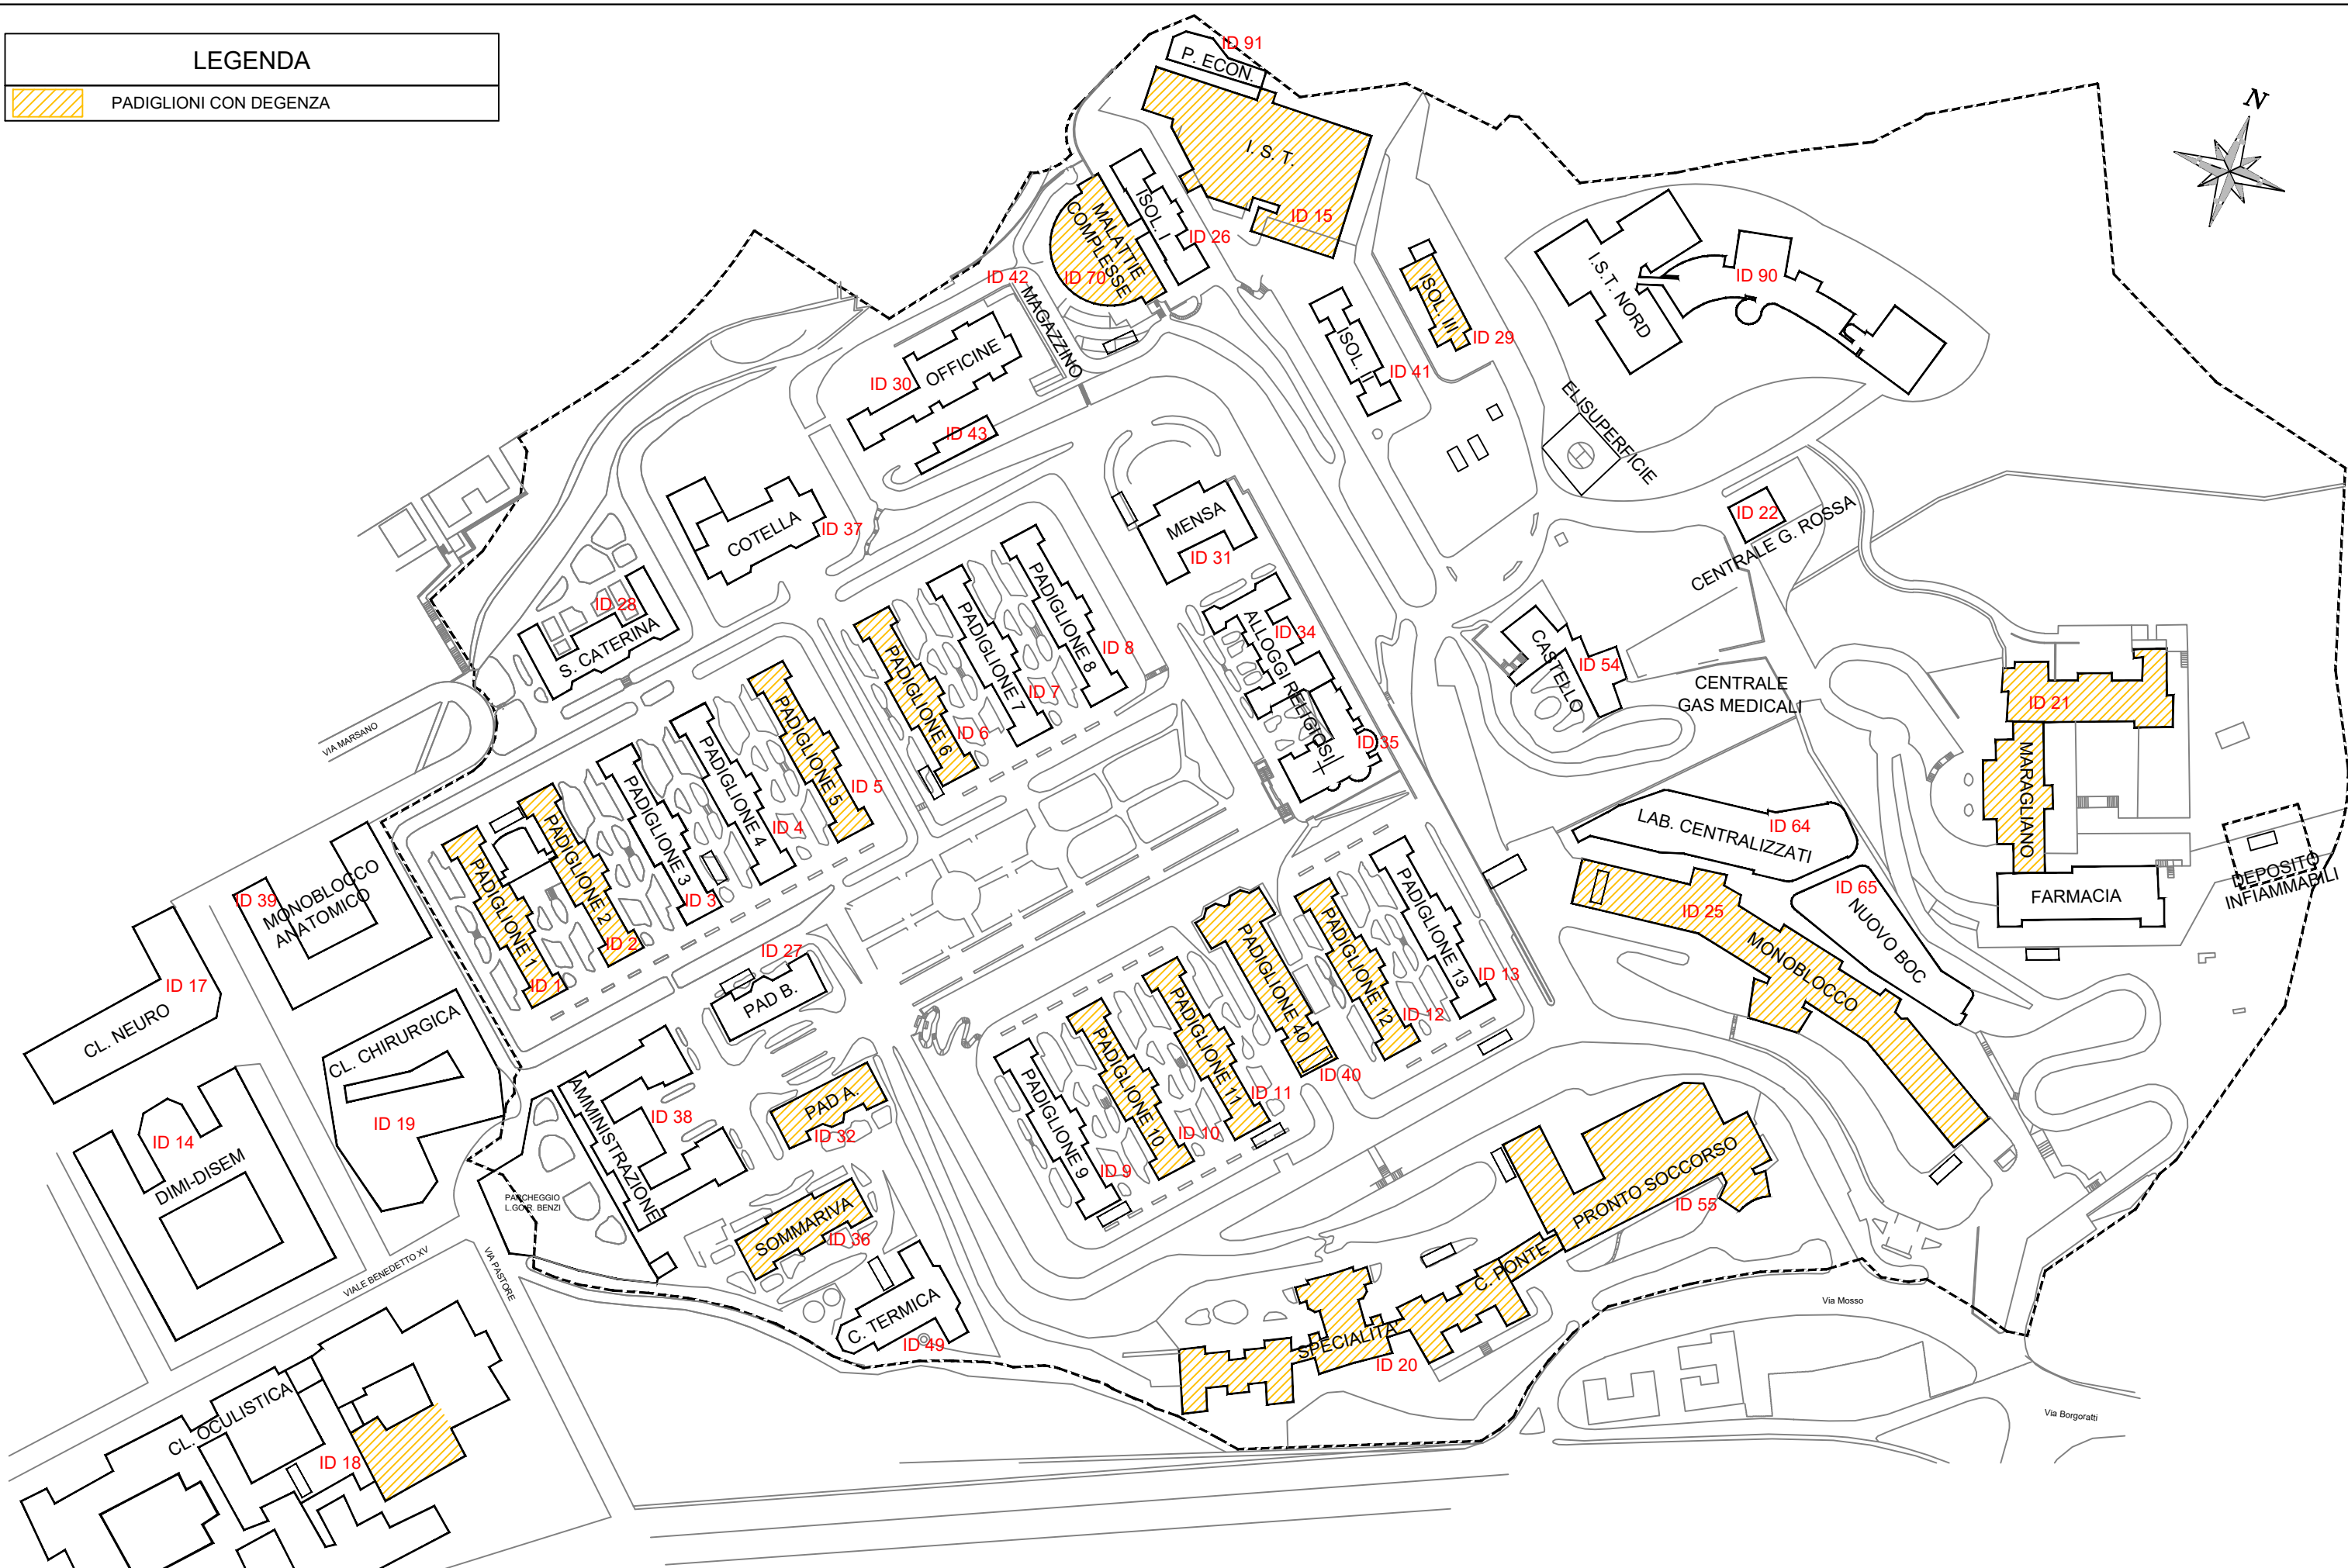 LEGENDA
PADIGLIONI CON DEGENZA
N
ID 91
P. ECON.
I. S. T.
ID 15
ISOL. I
ID 26
MALATTIE
COMPLESSE
ID 70
ID 42
MAGAZZINO
OFFICINE
ID 30
ID 43
ISOL. III
ID 29
ISOL. II
ID 41
I.S.T. NORD
ID 90
ELISUPERFICIE
ID 22
CENTRALE G. ROSSA
COTELLA
ID 37
MENSA
ID 31
ID 28
S. CATERINA
PADIGLIONE 8
ID 8
PADIGLIONE 7
ID 7
PADIGLIONE 6
ID 6
ALLOGGI RELIGIOSI
ID 34
ID 35
CASTELLO
ID 54
CENTRALE
GAS MEDICALI
ID 21
MARAGLIANO
VIA MARSANO
PADIGLIONE 5
ID 5
PADIGLIONE 4
ID 4
PADIGLIONE 3
ID 3
PADIGLIONE 2
ID 2
PADIGLIONE 1
ID 1
LAB. CENTRALIZZATI
ID 64
ID 65
NUOVO BOC
ID 25
MONOBLOCCO
FARMACIA
DEPOSITO
INFIAMMABILI
ID 39
MONOBLOCCO
ANATOMICO
ID 17
CL. NEURO
ID 27
PAD B.
PADIGLIONE 13
ID 13
PADIGLIONE 12
ID 12
PADIGLIONE 40
ID 40
PADIGLIONE 11
ID 11
PADIGLIONE 10
ID 10
PADIGLIONE 9
ID 9
CL. CHIRURGICA
ID 19
AMMINISTRAZIONE
ID 38
PAD A.
ID 32
ID 14
DIMI-DISEM
PARCHEGGIO
L.GO R. BENZI
SOMMARIVA
ID 36
PRONTO SOCCORSO
ID 55
C. PONTE
VIALE BENEDETTO XV
VIA PASTORE
C. TERMICA
ID 49
SPECIALITA'
ID 20
Via Mosso
CL. OCULISTICA
ID 18
Via Borgoratti